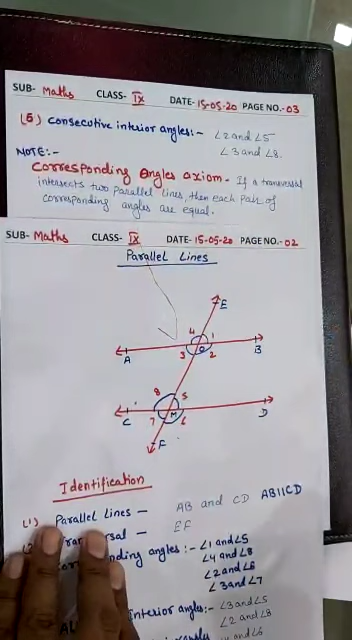 SUB- Maths CLASS- IX DATE- 15-05-20 PAGE NO.- 03
(5) Consecutive interior angles:- ∠2 and ∠5
∠3 and ∠8.
NOTE:-
Corresponding Angles axiom - If a transversal
intersects two Parallel lines, then each pair of
corresponding angles are equal.
SUB- Maths CLASS- IX DATE- 15-05-20 PAGE NO.- 02
Parallel Lines
E
4 1
A 3 O 2 B
8 5
C 7 M 6 D
F
Identification
(1) Parallel Lines - AB and CD AB||CD
- EF
angles:- ∠1 and ∠5
∠4 and ∠8
∠2 and ∠6
∠3 and ∠7
interior angles:- ∠3 and ∠5
∠2 and ∠8
and ∠6